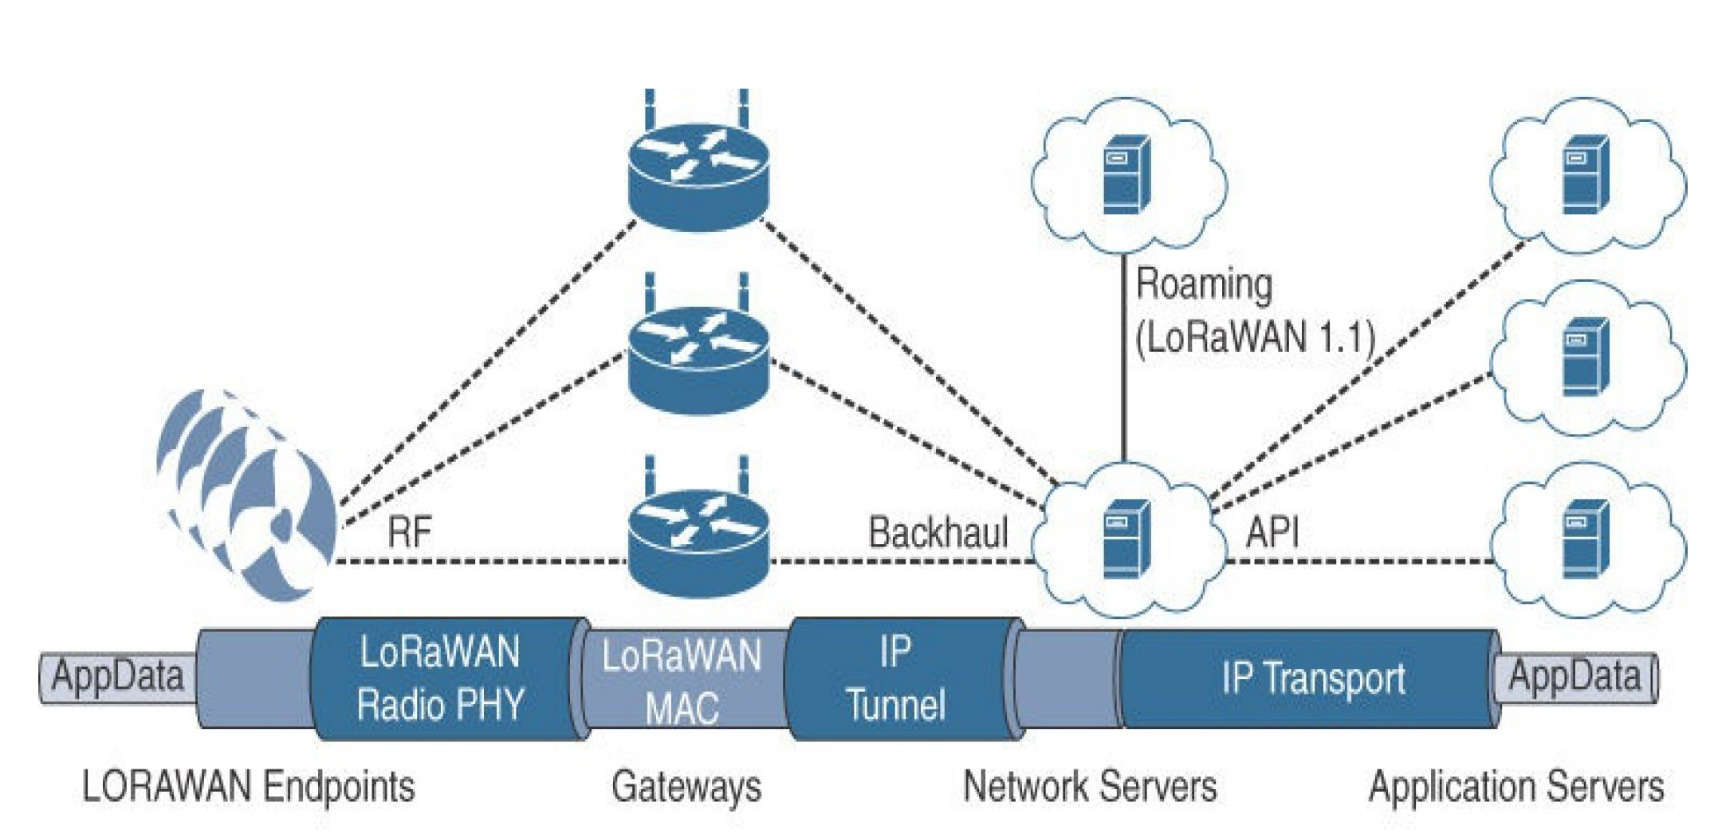 Roaming
(LoRaWAN 1.1)
RF
Backhaul
API
AppData
LoRaWAN
Radio PHY
LoRaWAN
MAC
IP
Tunnel
IP Transport
AppData
LORAWAN Endpoints
Gateways
Network Servers
Application Servers